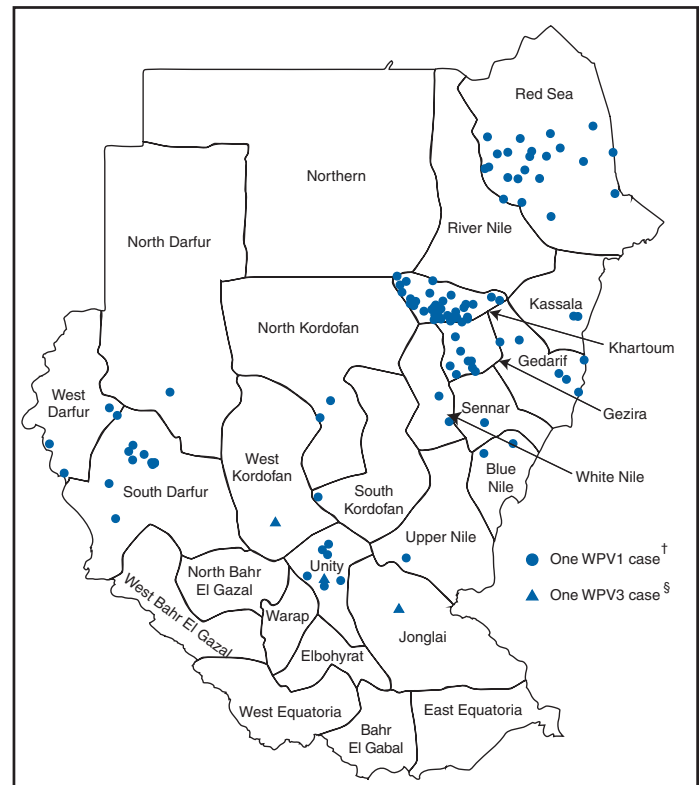 Red Sea
Northern
River Nile
North Darfur
Kassala
North Kordofan
Khartoum
Gedarif
West
Darfur
Gezira
Sennar
West
Kordofan
White Nile
Blue
Nile
South Darfur
South
Kordofan
Upper Nile
One WPV1 case†
Unity
North Bahr
El Gazal
One WPV3 case§
West Bahr El Gazal
Warap
Jonglai
Elbohyrat
West Equatoria
East Equatoria
Bahr
El Gabal